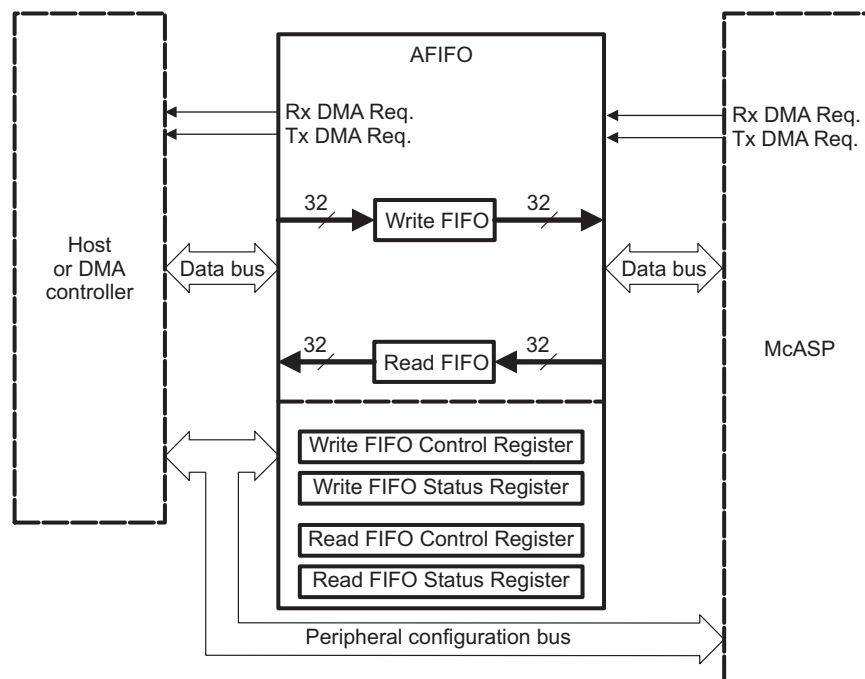 AFIFO
Rx DMA Req.
Tx DMA Req.
Rx DMA Req.
Tx DMA Req.
32
32
Write FIFO
Host
or DMA
controller
Data bus
Data bus
32
32
Read FIFO
McASP
Write FIFO Control Register
Write FIFO Status Register
Read FIFO Control Register
Read FIFO Status Register
Peripheral configuration bus